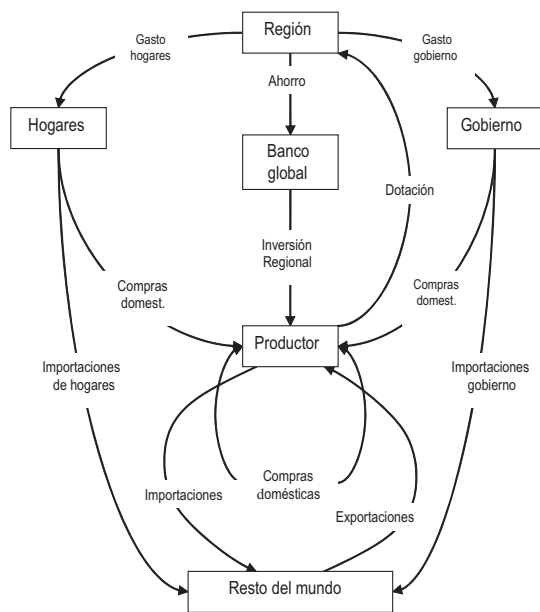 Región
Gasto
hogares
Gasto
gobierno
Ahorro
Hogares
Gobierno
Banco
global
Dotación
Inversión
Regional
Compras
domest.
Compras
domest.
Productor
Importaciones
de hogares
Importaciones
gobierno
Compras
domésticas
Importaciones
Exportaciones
Resto del mundo